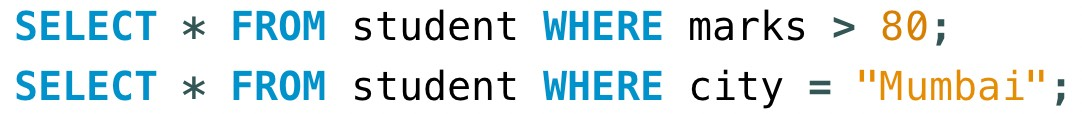 SELECT * FROM student WHERE marks > 80;
SELECT * FROM student WHERE city = "Mumbai";